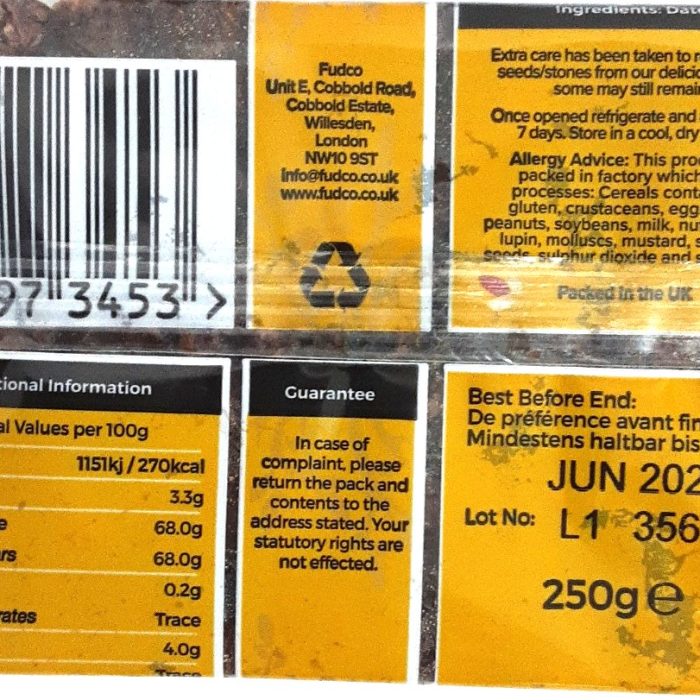 97 3453 >
Fudco
Unit E, Cobbold Road,
Cobbold Estate,
Willesden,
London
NW10 9ST
Info@fudco.co.uk
www.fudco.co.uk
Ingredients: Dat
Extra care has been taken to r
seeds/stones from our delici
some may still remai
Once opened refrigerate and
7 days. Store in a cool, dry
Allergy Advice: This pro
packed in factory which
processes: Cereals cont
gluten, crustaceans, egg
peanuts, soybeans, milk, nu
lupin, molluscs, mustard, s
seeds, sulphur dioxide and s
Packed in the UK
tional Information
al Values per 100g
1151kj / 270kcal
3.3g
e 68.0g
rs 68.0g
0.2g
rates Trace
4.0g
Trace
Guarantee
In case of
complaint, please
return the pack and
contents to the
address stated. Your
statutory rights are
not effected.
Best Before End:
De préférence avant fin
Mindestens haltbar bis
JUN 202
Lot No: L1 356
250g e